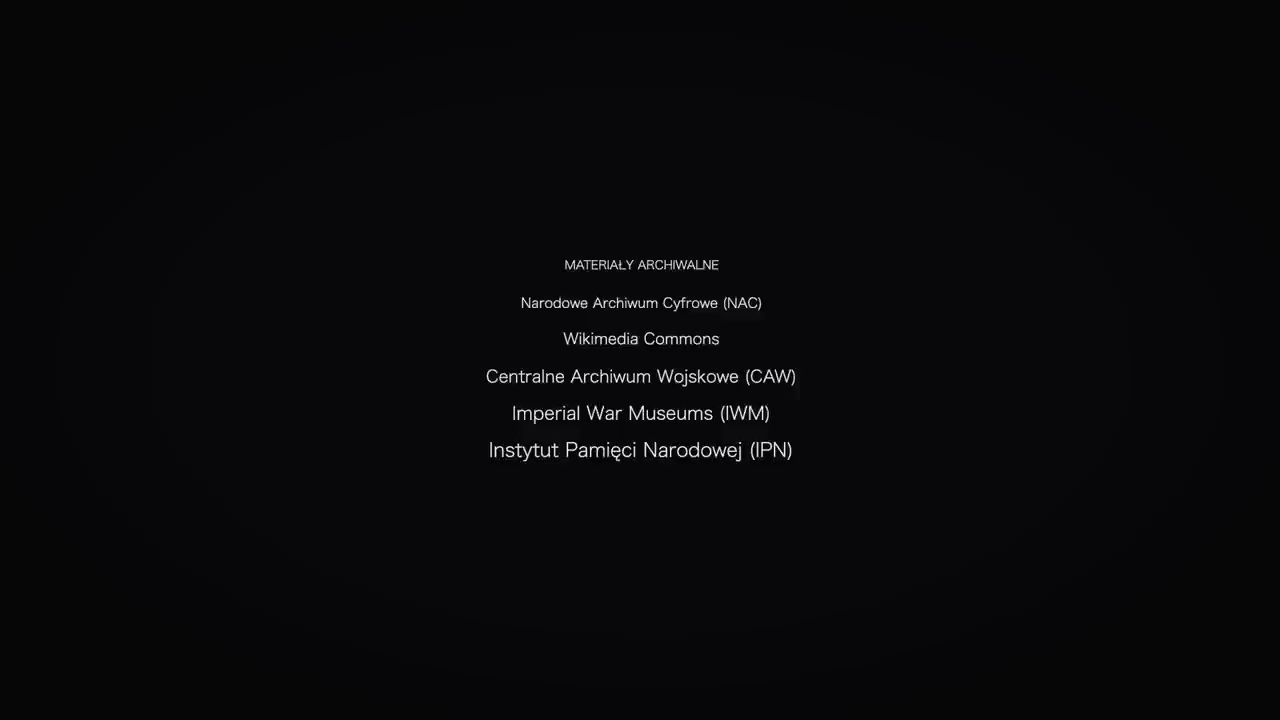 MATERIAŁY ARCHIWALNE
Narodowe Archiwum Cyfrowe (NAC)
Wikimedia Commons
Centralne Archiwum Wojskowe (CAW)
Imperial War Museums (IWM)
Instytut Pamięci Narodowej (IPN)